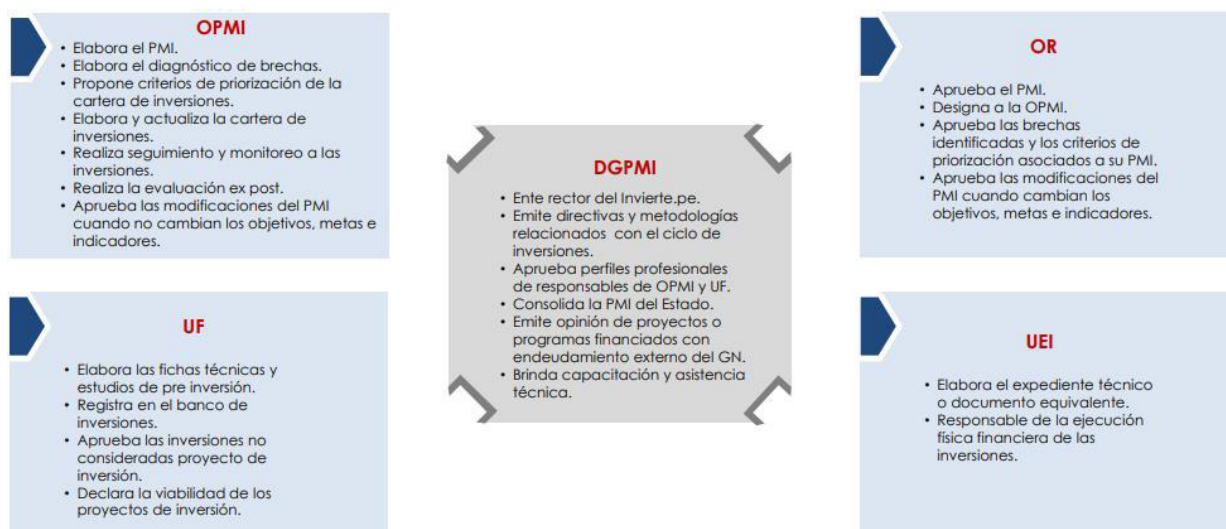 OPMI
• Elabora el PMI.
• Elabora el diagnóstico de brechas.
• Propone criterios de priorización de la
cartera de inversiones.
• Elabora y actualiza la cartera de
inversiones.
• Realiza seguimiento y monitoreo a las
inversiones.
• Realiza la evaluación ex post.
• Aprueba las modificaciones del PMI
cuando no cambian los objetivos, metas e
indicadores.
OR
• Aprueba el PMI.
• Designa a la OPMI.
• Aprueba las brechas
identificadas y los criterios de
priorización asociados a su PMI.
• Aprueba las modificaciones del
PMI cuando cambian los
objetivos, metas e indicadores.
DGPMI
• Ente rector del Invierte.pe.
• Emite directivas y metodologías
relacionados con el ciclo de
inversiones.
• Aprueba perfiles profesionales
de responsables de OPMI y UF.
• Consolida la PMI del Estado.
• Emite opinión de proyectos o
programas financiados con
endeudamiento externo del GN.
• Brinda capacitación y asistencia
técnica.
UF
• Elabora las fichas técnicas y
estudios de pre inversión.
• Registra en el banco de
inversiones.
• Aprueba las inversiones no
consideradas proyecto de
inversión.
• Declara la viabilidad de los
proyectos de inversión.
UEI
• Elabora el expediente técnico
o documento equivalente.
• Responsable de la ejecución
física financiera de las
inversiones.